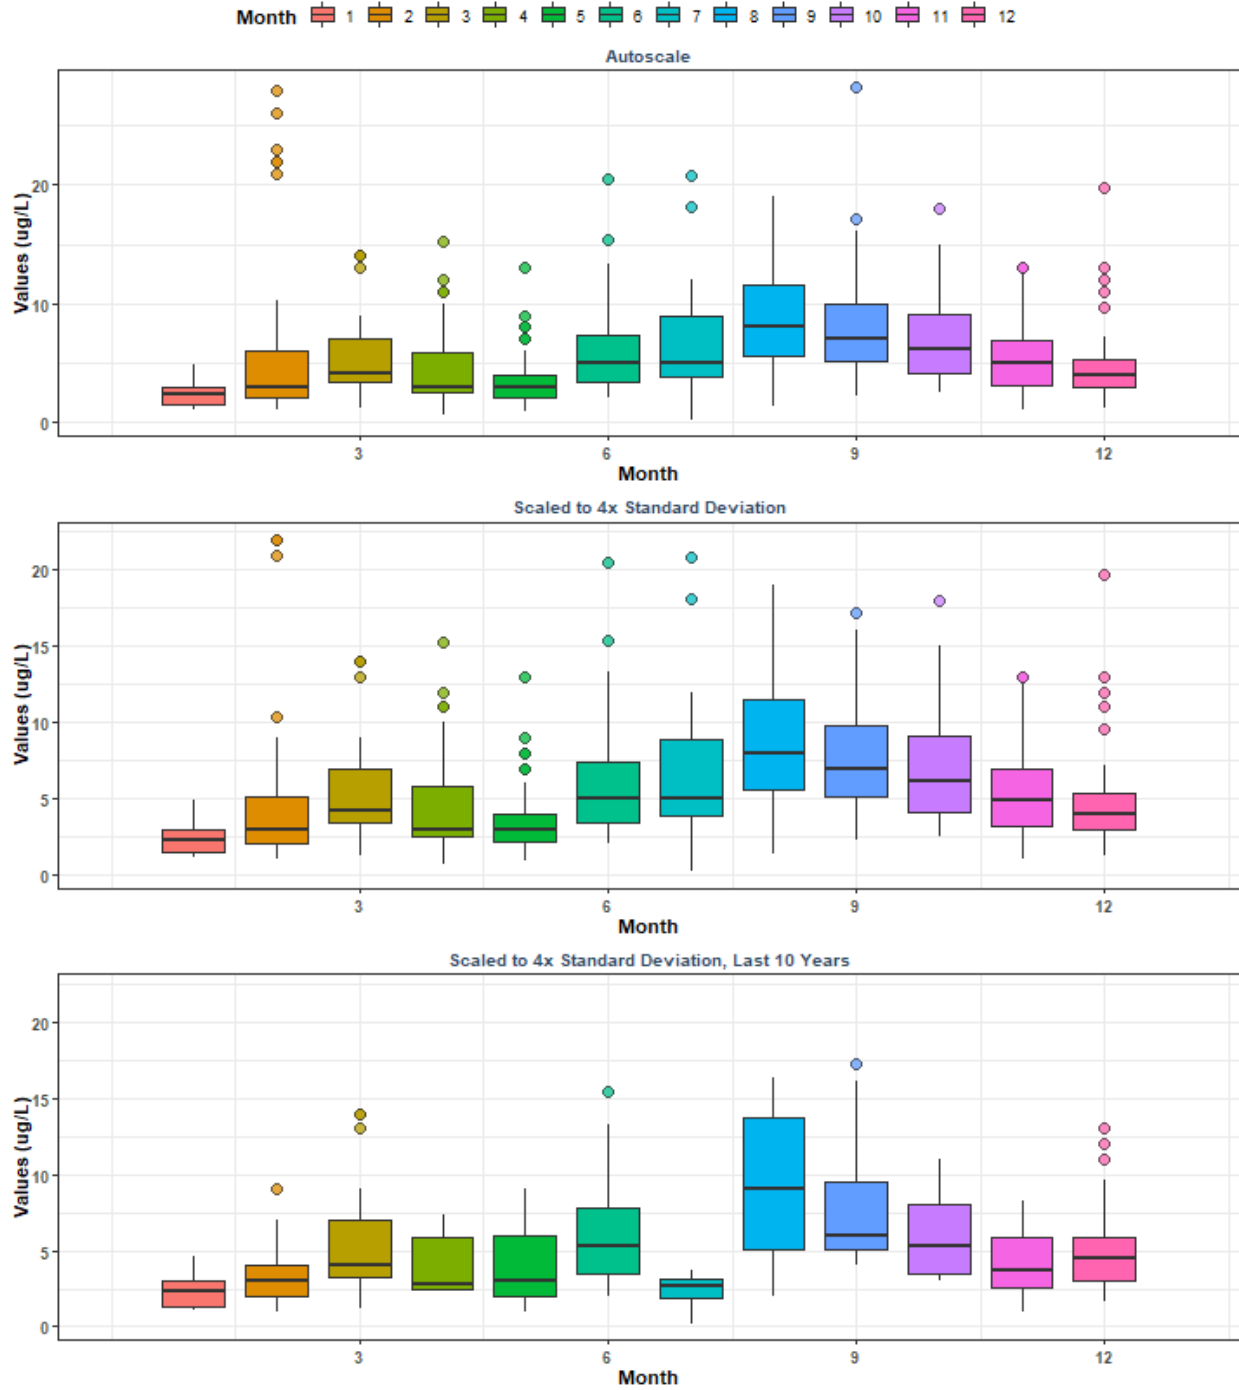 Month 1 2 3 4 5 6 7 8 9 10 11 12
Autoscale
Values (ug/L)
20
10
0
3 6 9 12
Month
Scaled to 4x Standard Deviation
Values (ug/L)
20
15
10
5
0
3 6 9 12
Month
Scaled to 4x Standard Deviation, Last 10 Years
Values (ug/L)
20
15
10
5
0
3 6 9 12
Month